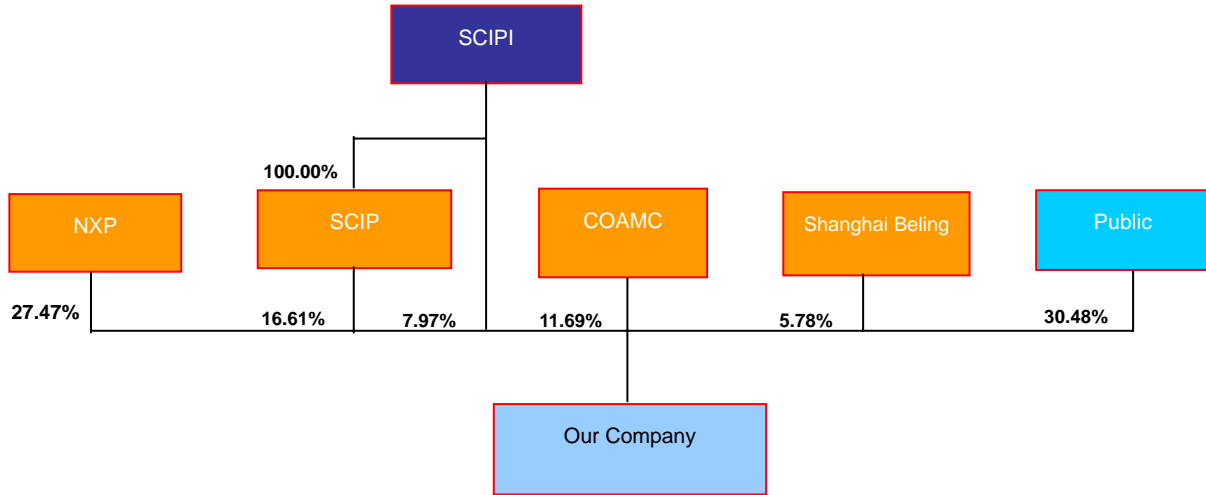 SCIPI
100.00%
NXP
SCIP
COAMC
Shanghai Beling
Public
27.47%
16.61%
7.97%
11.69%
5.78%
30.48%
Our Company